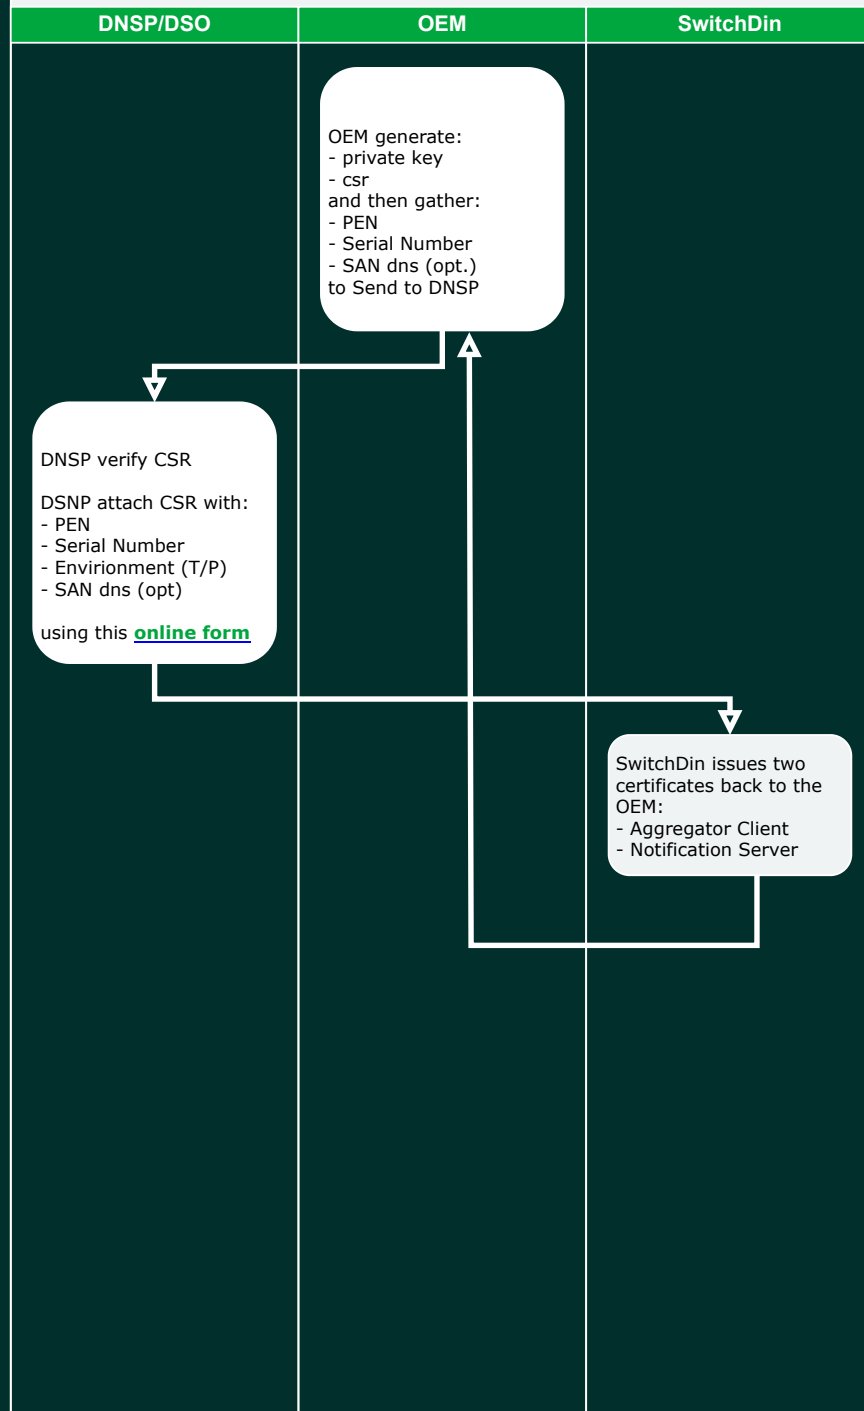 DNSP/DSO
OEM
SwitchDin
OEM generate:
- private key
- csr
and then gather:
- PEN
- Serial Number
- SAN dns (opt.)
to Send to DNSP
DNSP verify CSR
DSNP attach CSR with:
- PEN
- Serial Number
- Envirionment (T/P)
- SAN dns (opt)
using this online form
SwitchDin issues two
certificates back to the
OEM:
- Aggregator Client
- Notification Server